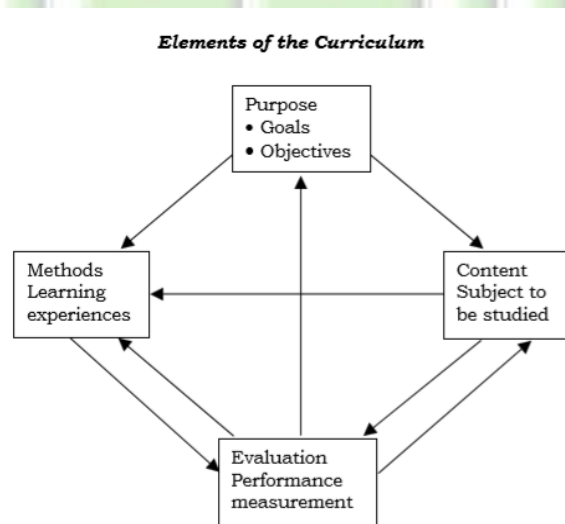 Elements of the Curriculum
Purpose
• Goals
• Objectives
Methods
Learning
experiences
Content
Subject to
be studied
Evaluation
Performance
measurement